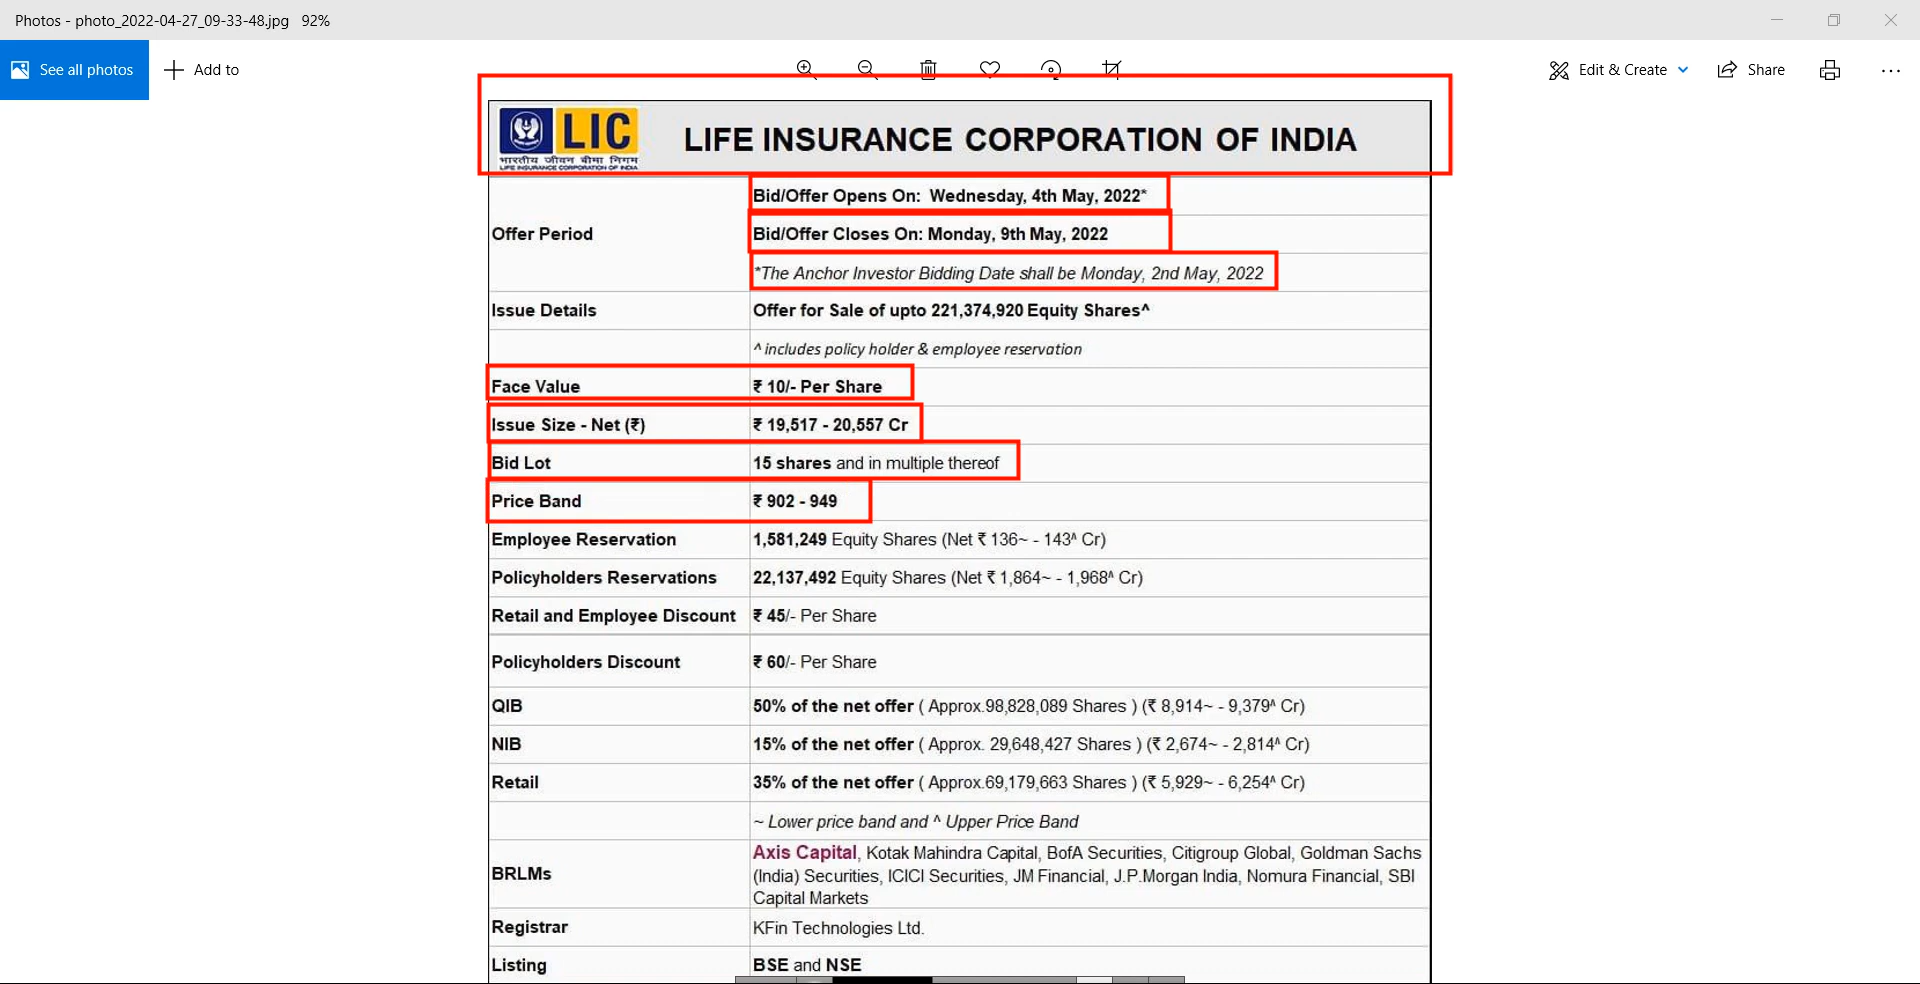 Photos - photo_2022-04-27_09-33-48.jpg 92%
See all photos
Add to
Edit & Create
Share
LIC
भारतीय जीवन बीमा निगम
LIFE INSURANCE CORPORATION OF INDIA
LIFE INSURANCE CORPORATION OF INDIA
Offer Period
Bid/Offer Opens On: Wednesday, 4th May, 2022*
Bid/Offer Closes On: Monday, 9th May, 2022
*The Anchor Investor Bidding Date shall be Monday, 2nd May, 2022
Issue Details Offer for Sale of upto 221,374,920 Equity Shares^
^ includes policy holder & employee reservation
Face Value ₹ 10/- Per Share
Issue Size - Net (₹) ₹ 19,517 - 20,557 Cr
Bid Lot 15 shares and in multiple thereof
Price Band ₹ 902 - 949
Employee Reservation 1,581,249 Equity Shares (Net ₹ 136~ - 143^ Cr)
Policyholders Reservations 22,137,492 Equity Shares (Net ₹ 1,864~ - 1,968^ Cr)
Retail and Employee Discount ₹ 45/- Per Share
Policyholders Discount ₹ 60/- Per Share
QIB 50% of the net offer ( Approx.98,828,089 Shares ) (₹ 8,914~ - 9,379^ Cr)
NIB 15% of the net offer ( Approx. 29,648,427 Shares ) (₹ 2,674~ - 2,814^ Cr)
Retail 35% of the net offer ( Approx.69,179,663 Shares ) (₹ 5,929~ - 6,254^ Cr)
~ Lower price band and ^ Upper Price Band
BRLMs
Axis Capital, Kotak Mahindra Capital, BofA Securities, Citigroup Global, Goldman Sachs
(India) Securities, ICICI Securities, JM Financial, J.P.Morgan India, Nomura Financial, SBI
Capital Markets
Registrar KFin Technologies Ltd.
Listing BSE and NSE